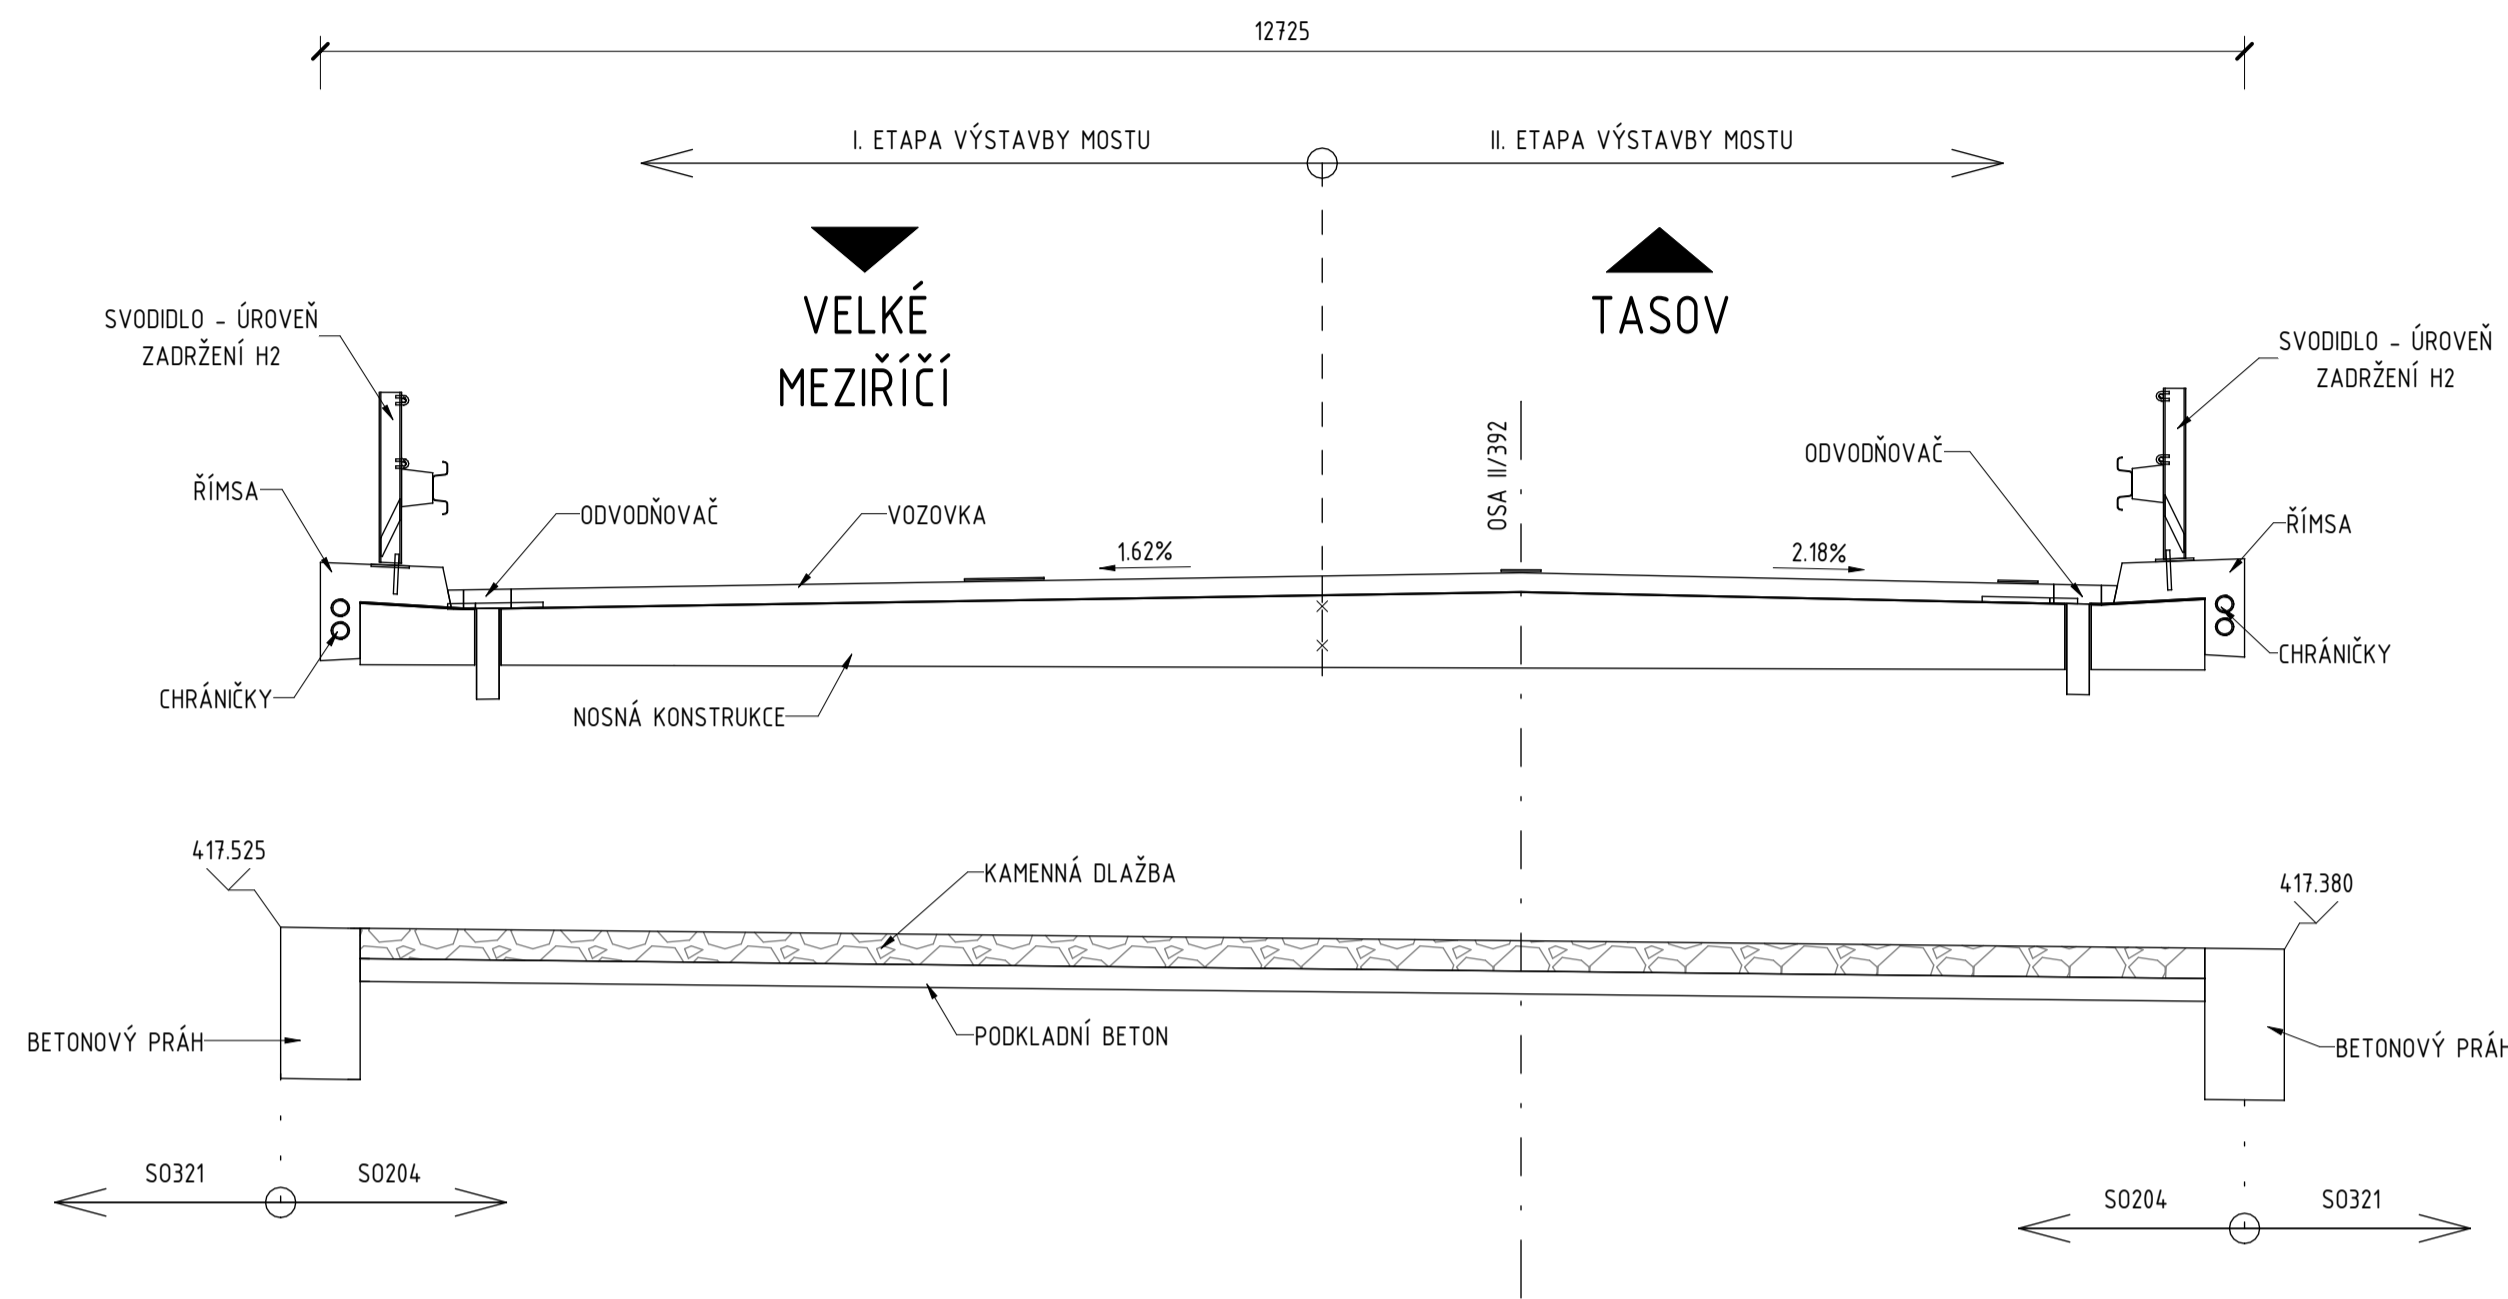 12725
I. ETAPA VÝSTAVBY MOSTU
II. ETAPA VÝSTAVBY MOSTU
VELKÉ
MEZIŘÍČÍ
TASOV
SVODIDLO - ÚROVEŇ
ZADRŽENÍ H2
SVODIDLO - ÚROVEŇ
ZADRŽENÍ H2
OSA II/392
ODVODŇOVAČ
ŘÍMSA
ODVODŇOVAČ
VOZOVKA
ŘÍMSA
1.62%
2.18%
CHRÁNIČKY
CHRÁNIČKY
NOSNÁ KONSTRUKCE
417.525
KAMENNÁ DLAŽBA
417.380
BETONOVÝ PRÁH
PODKLADNÍ BETON
BETONOVÝ PRÁH
SO321
SO204
SO204
SO321